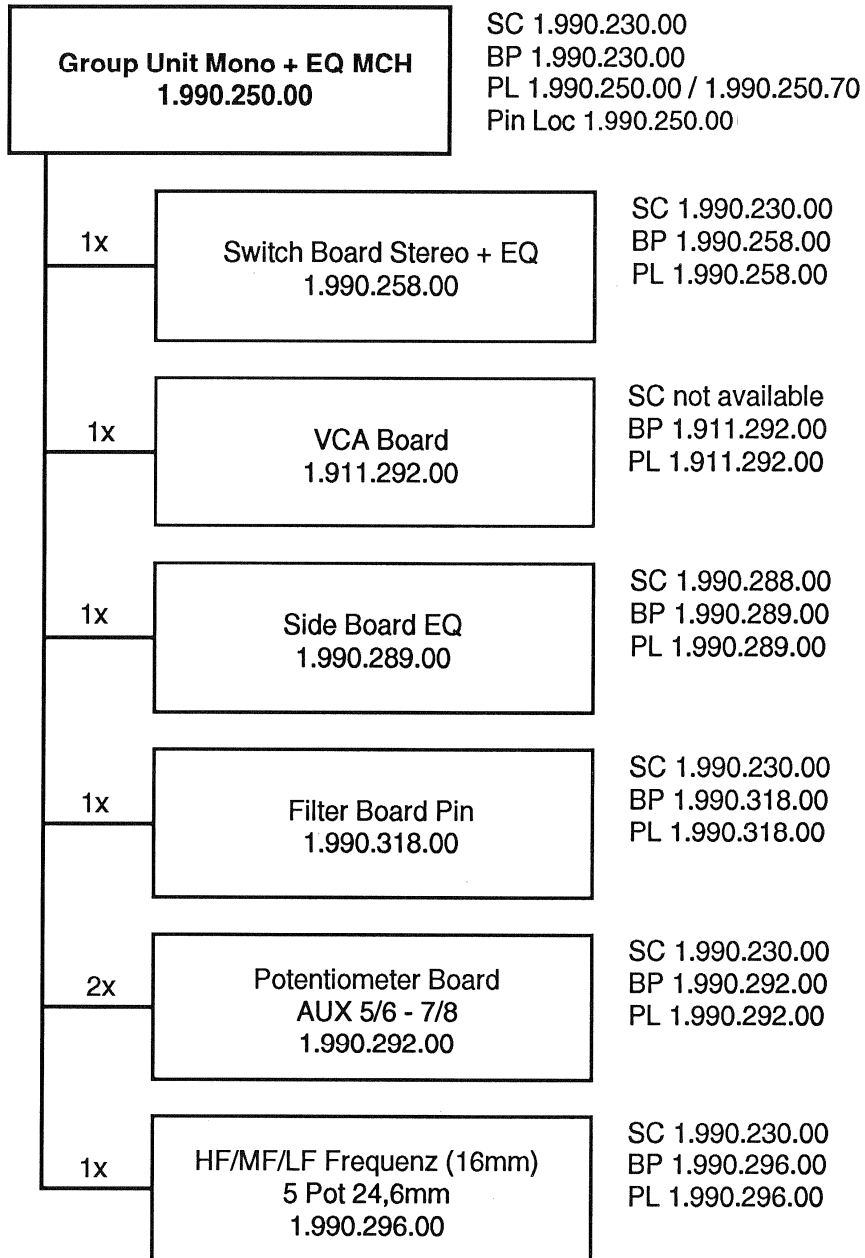 Group Unit Mono + EQ MCH
1.990.250.00
SC 1.990.230.00
BP 1.990.230.00
PL 1.990.250.00 / 1.990.250.70
Pin Loc 1.990.250.00
1x
Switch Board Stereo + EQ
1.990.258.00
SC 1.990.230.00
BP 1.990.258.00
PL 1.990.258.00
1x
VCA Board
1.911.292.00
SC not available
BP 1.911.292.00
PL 1.911.292.00
1x
Side Board EQ
1.990.289.00
SC 1.990.288.00
BP 1.990.289.00
PL 1.990.289.00
1x
Filter Board Pin
1.990.318.00
SC 1.990.230.00
BP 1.990.318.00
PL 1.990.318.00
2x
Potentiometer Board
AUX 5/6 - 7/8
1.990.292.00
SC 1.990.230.00
BP 1.990.292.00
PL 1.990.292.00
1x
HF/MF/LF Frequenz (16mm)
5 Pot 24,6mm
1.990.296.00
SC 1.990.230.00
BP 1.990.296.00
PL 1.990.296.00